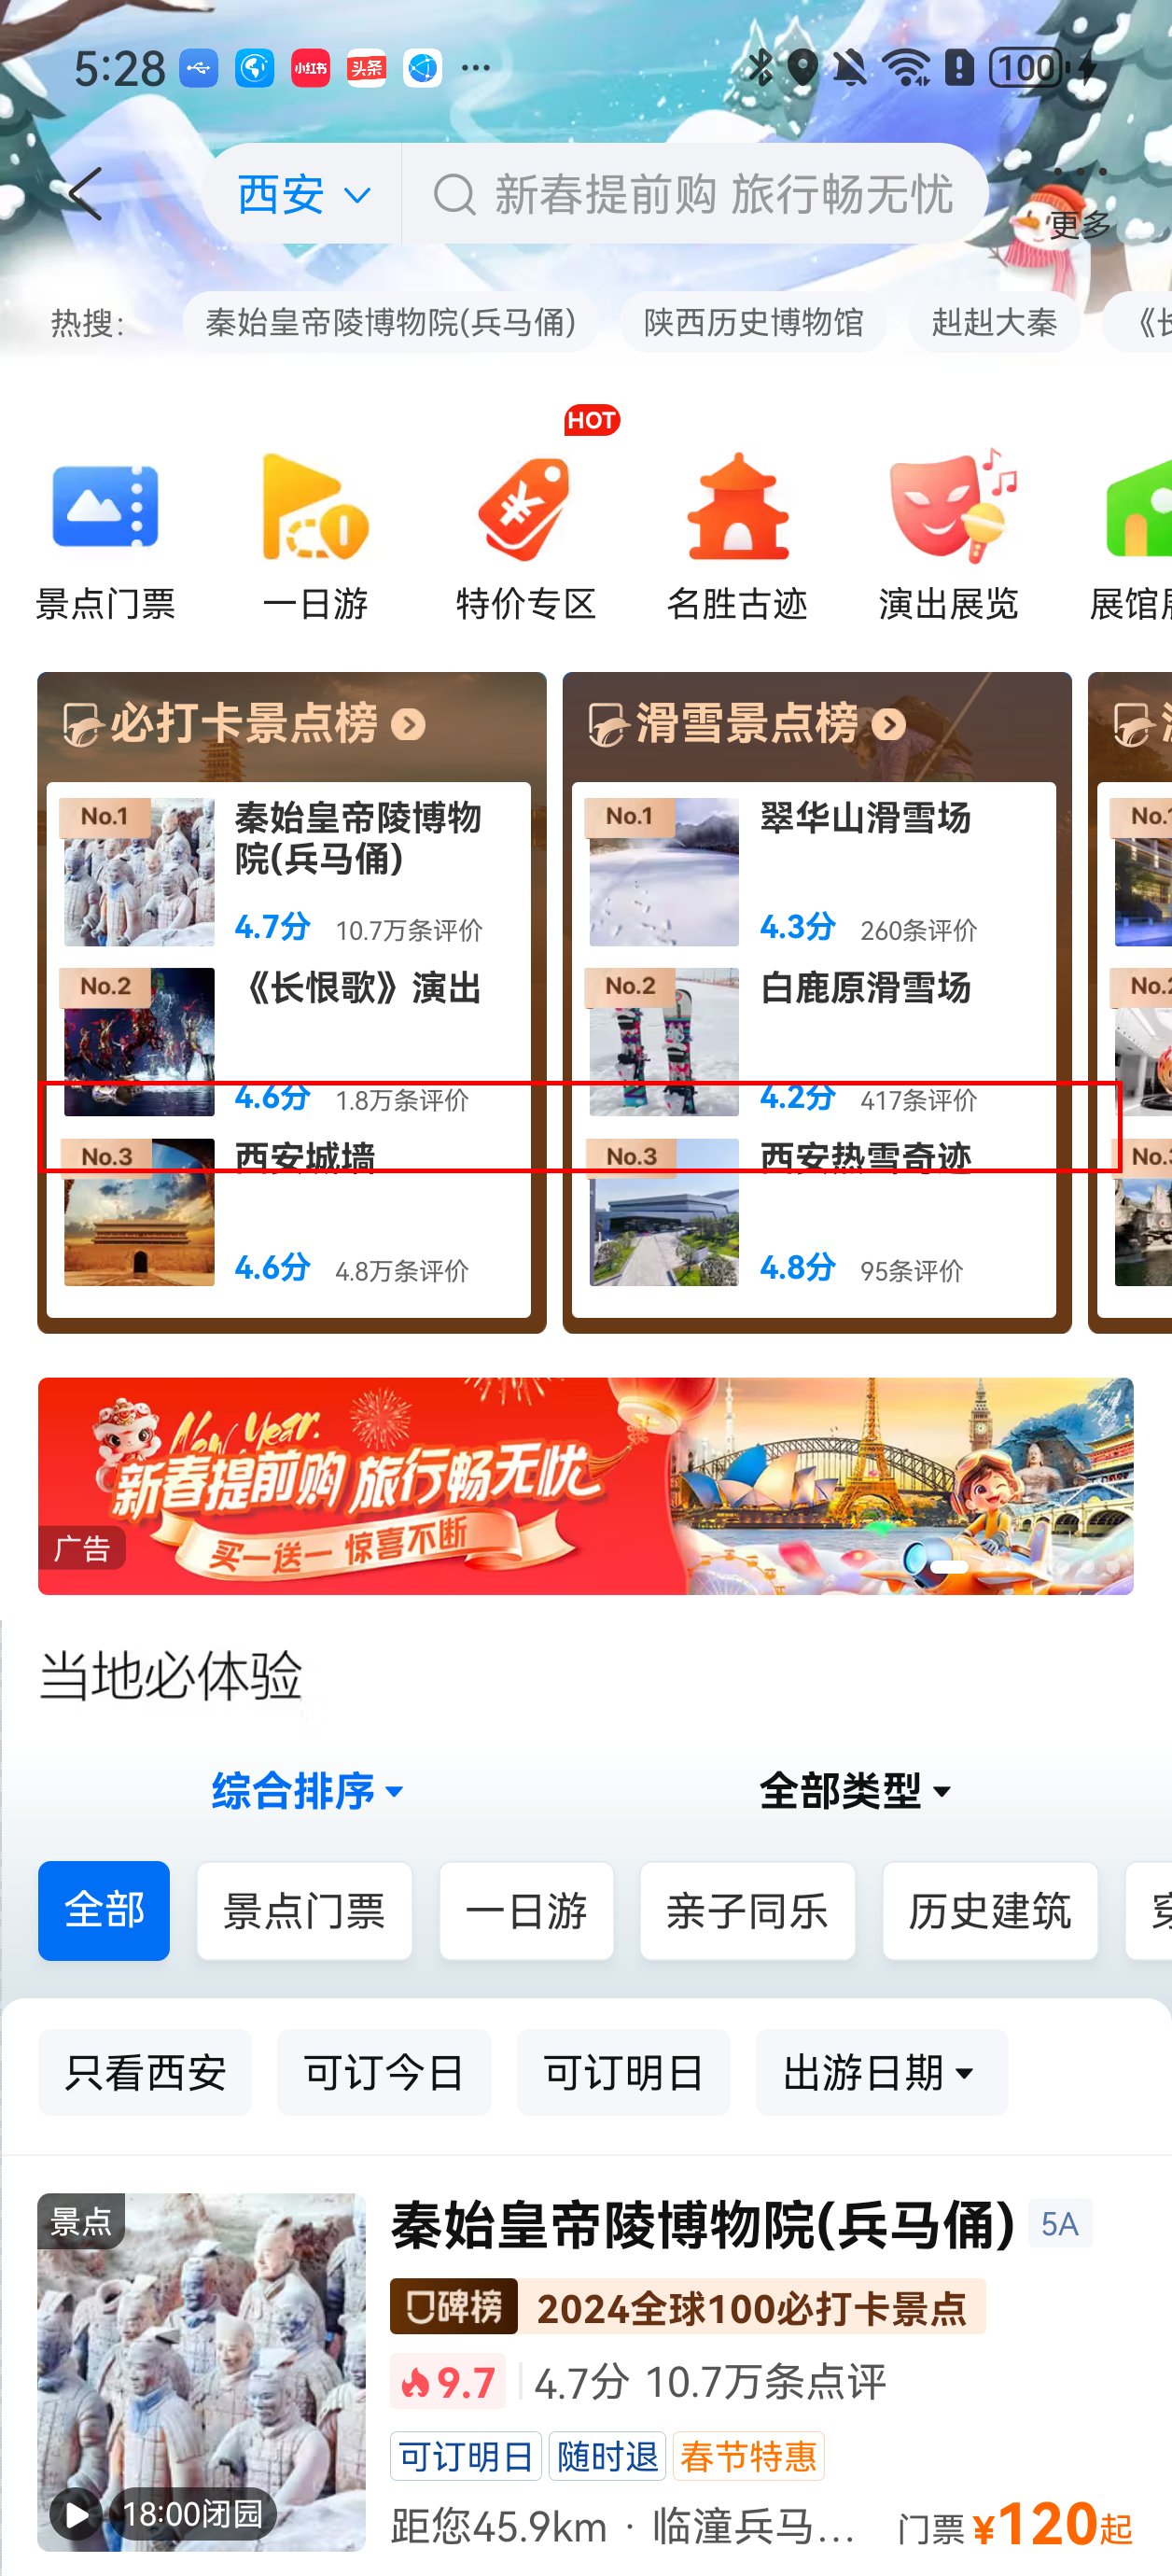 5:28 小红书 头条 ... 100
西安 新春提前购 旅行畅无忧
更多
热搜: 秦始皇帝陵博物院(兵马俑) 陕西历史博物馆 赳赳大秦 《长
HOT
景点门票 一日游 特价专区 名胜古迹 演出展览 展馆展
必打卡景点榜
No.1 秦始皇帝陵博物
院(兵马俑)
4.7分 10.7万条评价
No.2 《长恨歌》演出
4.6分 1.8万条评价
No.3 西安城墙
4.6分 4.8万条评价
滑雪景点榜
No.1 翠华山滑雪场
4.3分 260条评价
No.2 白鹿原滑雪场
4.2分 417条评价
No.3 西安热雪奇迹
4.8分 95条评价
No.1
No.2
No.3
New Year.
新春提前购 旅行畅无忧
买一送一 惊喜不断
广告
当地必体验
综合排序 全部类型
全部 景点门票 一日游 亲子同乐 历史建筑
只看西安 可订今日 可订明日 出游日期
景点
18:00闭园
秦始皇帝陵博物院(兵马俑) 5A
口碑榜 2024全球100必打卡景点
9.7 4.7分 10.7万条点评
可订明日 随时退 春节特惠
距您45.9km · 临潼兵马... 门票 ¥120起